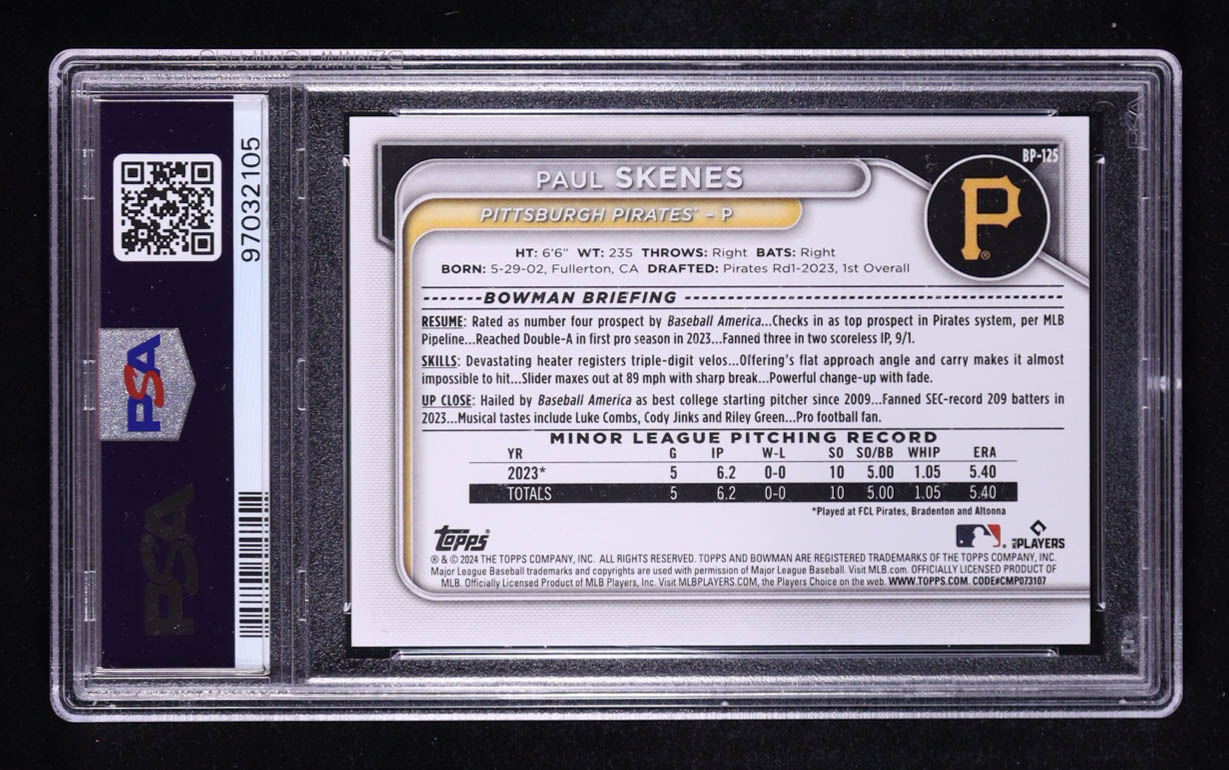 97032105
PSA
PSA
BP-125
PAUL SKENES
P
PITTSBURGH PIRATES™ – P
HT: 6'6" WT: 235 THROWS: Right BATS: Right
BORN: 5-29-02, Fullerton, CA DRAFTED: Pirates Rd1-2023, 1st Overall
BOWMAN BRIEFING
RESUME: Rated as number four prospect by Baseball America...Checks in as top prospect in Pirates system, per MLB
Pipeline...Reached Double-A in first pro season in 2023...Fanned three in two scoreless IP, 9/1.
SKILLS: Devastating heater registers triple-digit velos...Offering's flat approach angle and carry makes it almost
impossible to hit...Slider maxes out at 89 mph with sharp break...Powerful change-up with fade.
UP CLOSE: Hailed by Baseball America as best college starting pitcher since 2009...Fanned SEC-record 209 batters in
2023...Musical tastes include Luke Combs, Cody Jinks and Riley Green...Pro football fan.
MINOR LEAGUE PITCHING RECORD
YR G IP W-L SO SO/BB WHIP ERA
2023* 5 6.2 0-0 10 5.00 1.05 5.40
TOTALS 5 6.2 0-0 10 5.00 1.05 5.40
*Played at FCL Pirates, Bradenton and Altoona
Topps® MLB PLAYERS
® & © 2024 THE TOPPS COMPANY, INC. ALL RIGHTS RESERVED. TOPPS AND BOWMAN ARE REGISTERED TRADEMARKS OF THE TOPPS COMPANY, INC.
Major League Baseball trademarks and copyrights are used with permission of Major League Baseball. Visit MLB.com. OFFICIALLY LICENSED PRODUCT OF
MLB. Officially Licensed Product of MLB Players, Inc. Visit MLBPLAYERS.COM, the Players Choice on the web. WWW.TOPPS.COM. CODE#CMP073107